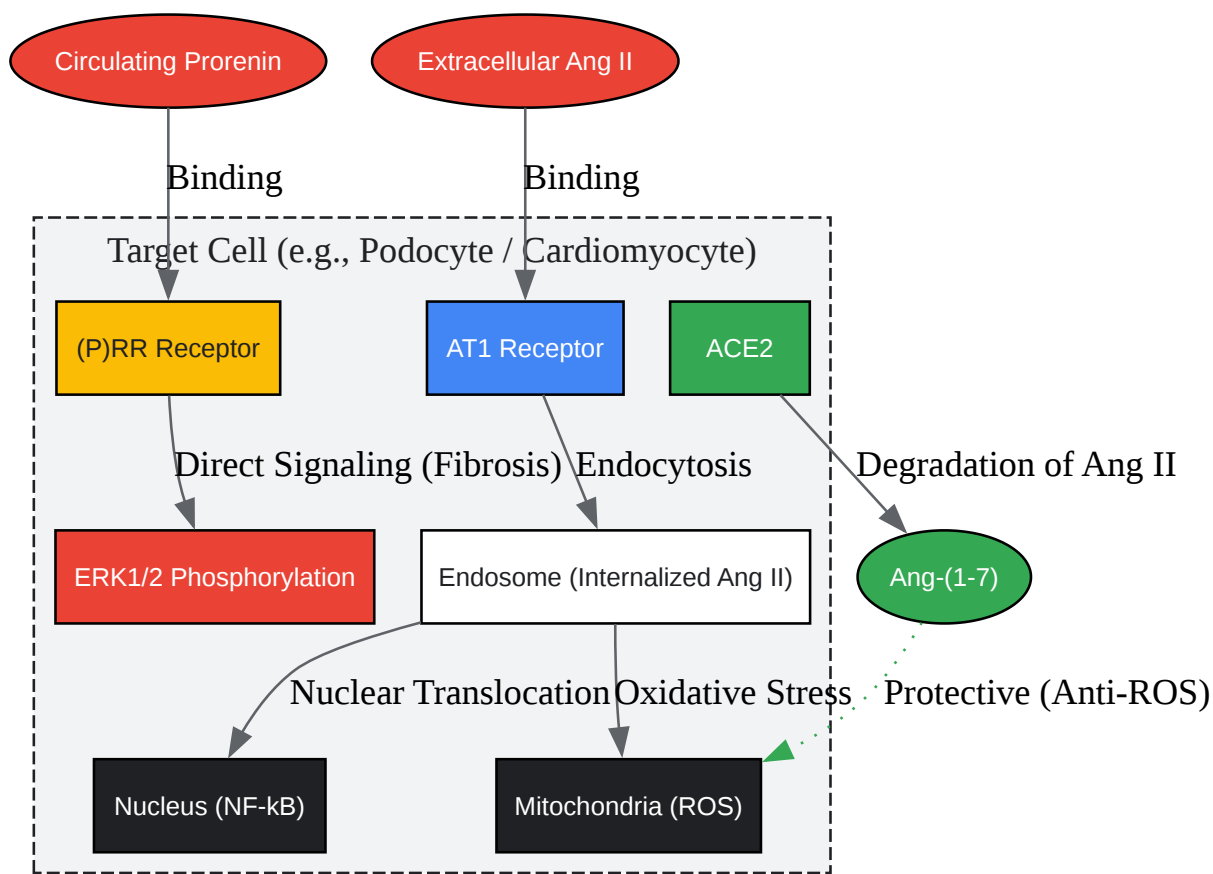 Circulating Prorenin
Extracellular Ang II
Binding
Binding
Target Cell (e.g., Podocyte / Cardiomyocyte)
(P)RR Receptor
AT1 Receptor
ACE2
Direct Signaling (Fibrosis)
Endocytosis
Degradation of Ang II
ERK1/2 Phosphorylation
Endosome (Internalized Ang II)
Ang-(1-7)
Nuclear Translocation
Oxidative Stress
Protective (Anti-ROS)
Nucleus (NF-kB)
Mitochondria (ROS)